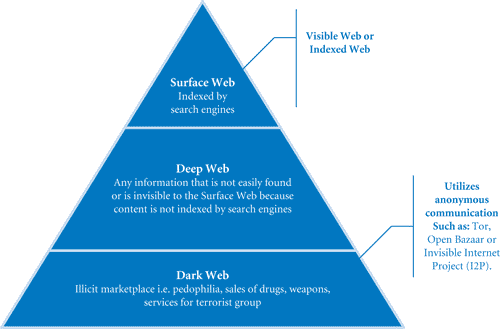 Visible Web or
Indexed Web
Surface Web
Indexed by
search engines
Deep Web
Any information that is not easily found
or is invisible to the Surface Web because
content is not indexed by search engines
Utilizes
anonymous
communication
Such as: Tor,
Open Bazaar or
Invisible Internet
Project (I2P).
Dark Web
Illicit marketplace i.e. pedophilia, sales of drugs, weapons,
services for terrorist group